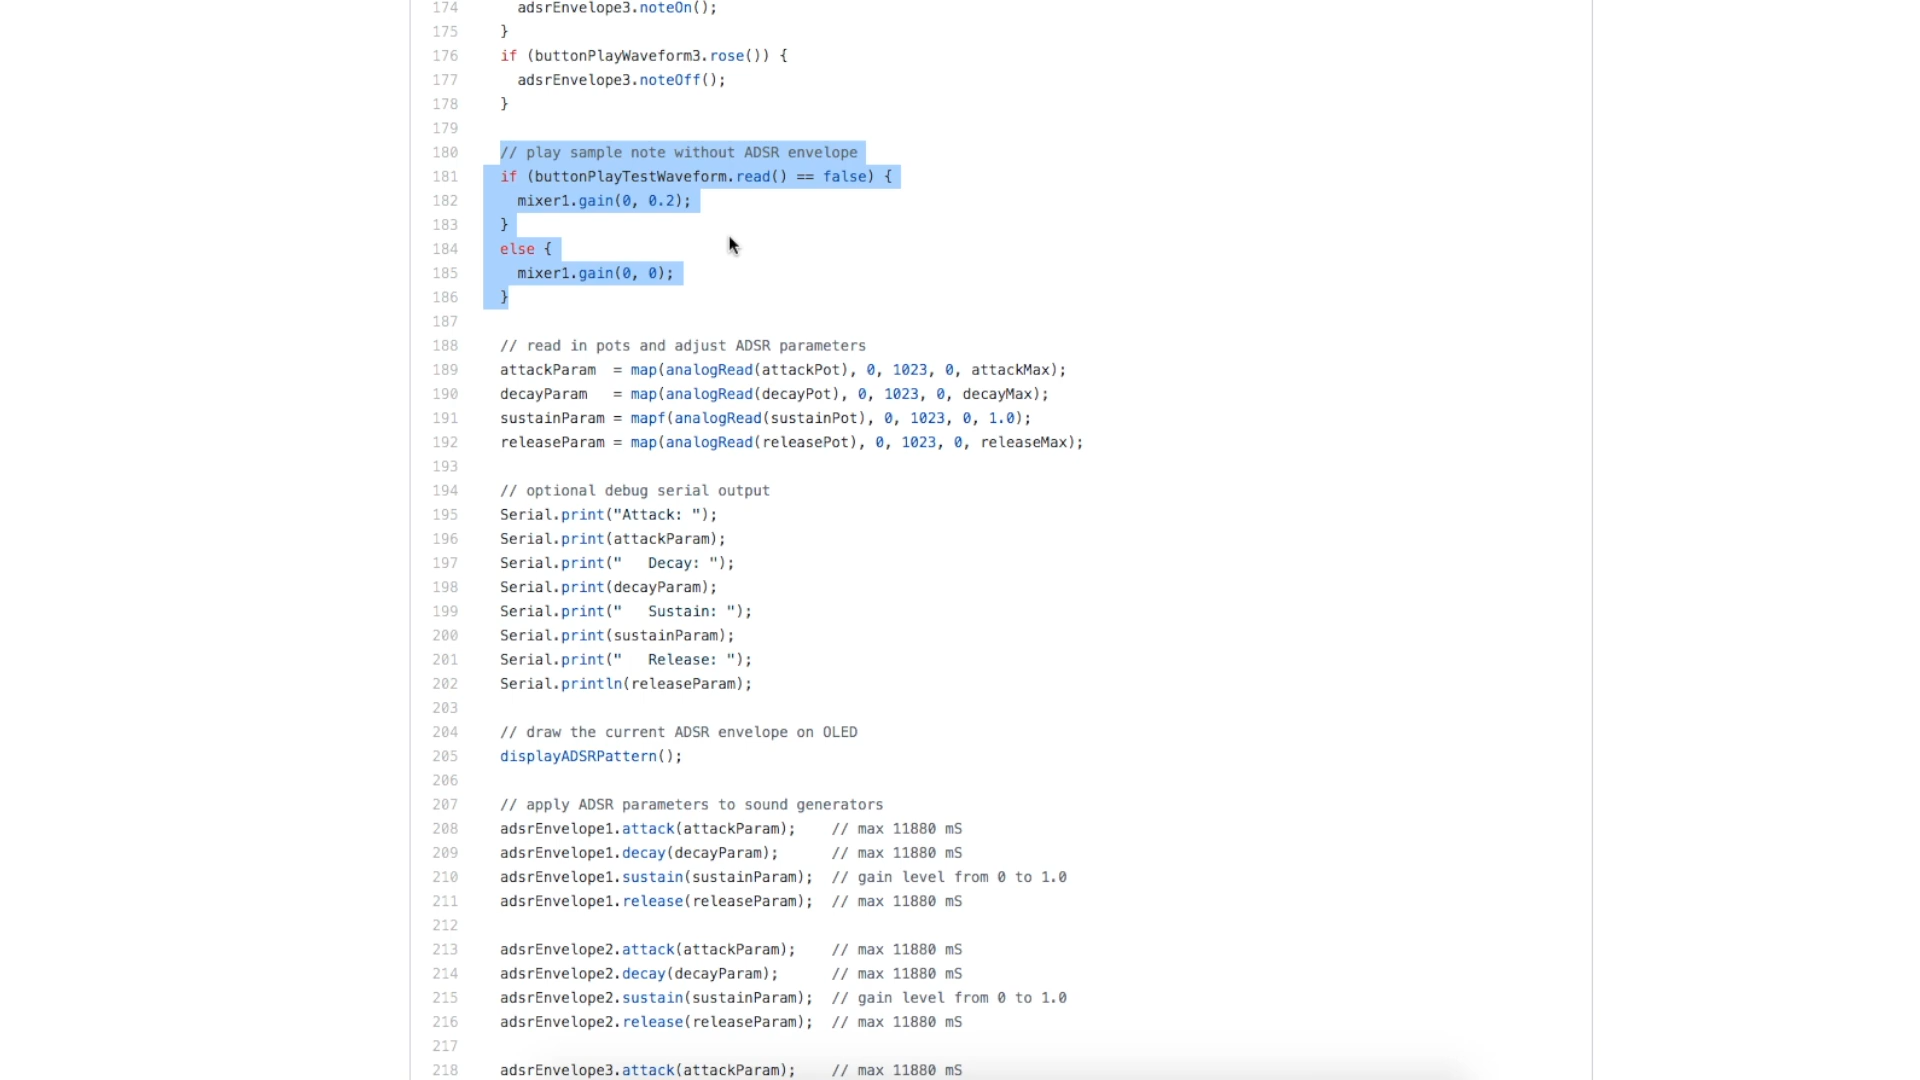 174 adsrEnvelope3.noteOn();
175 }
176 if (buttonPlayWaveform3.rose()) {
177 adsrEnvelope3.noteOff();
178 }
179
180 // play sample note without ADSR envelope
181 if (buttonPlayTestWaveform.read() == false) {
182 mixer1.gain(0, 0.2);
183 }
184 else {
185 mixer1.gain(0, 0);
186 }
187
188 // read in pots and adjust ADSR parameters
189 attackParam  = map(analogRead(attackPot), 0, 1023, 0, attackMax);
190 decayParam   = map(analogRead(decayPot), 0, 1023, 0, decayMax);
191 sustainParam = mapf(analogRead(sustainPot), 0, 1023, 0, 1.0);
192 releaseParam = map(analogRead(releasePot), 0, 1023, 0, releaseMax);
193
194 // optional debug serial output
195 Serial.print("Attack: ");
196 Serial.print(attackParam);
197 Serial.print("   Decay: ");
198 Serial.print(decayParam);
199 Serial.print("   Sustain: ");
200 Serial.print(sustainParam);
201 Serial.print("   Release: ");
202 Serial.println(releaseParam);
203
204 // draw the current ADSR envelope on OLED
205 displayADSRPattern();
206
207 // apply ADSR parameters to sound generators
208 adsrEnvelope1.attack(attackParam);    // max 11880 mS
209 adsrEnvelope1.decay(decayParam);      // max 11880 mS
210 adsrEnvelope1.sustain(sustainParam);  // gain level from 0 to 1.0
211 adsrEnvelope1.release(releaseParam);  // max 11880 mS
212
213 adsrEnvelope2.attack(attackParam);    // max 11880 mS
214 adsrEnvelope2.decay(decayParam);      // max 11880 mS
215 adsrEnvelope2.sustain(sustainParam);  // gain level from 0 to 1.0
216 adsrEnvelope2.release(releaseParam);  // max 11880 mS
217
218 adsrEnvelope3.attack(attackParam);    // max 11880 mS